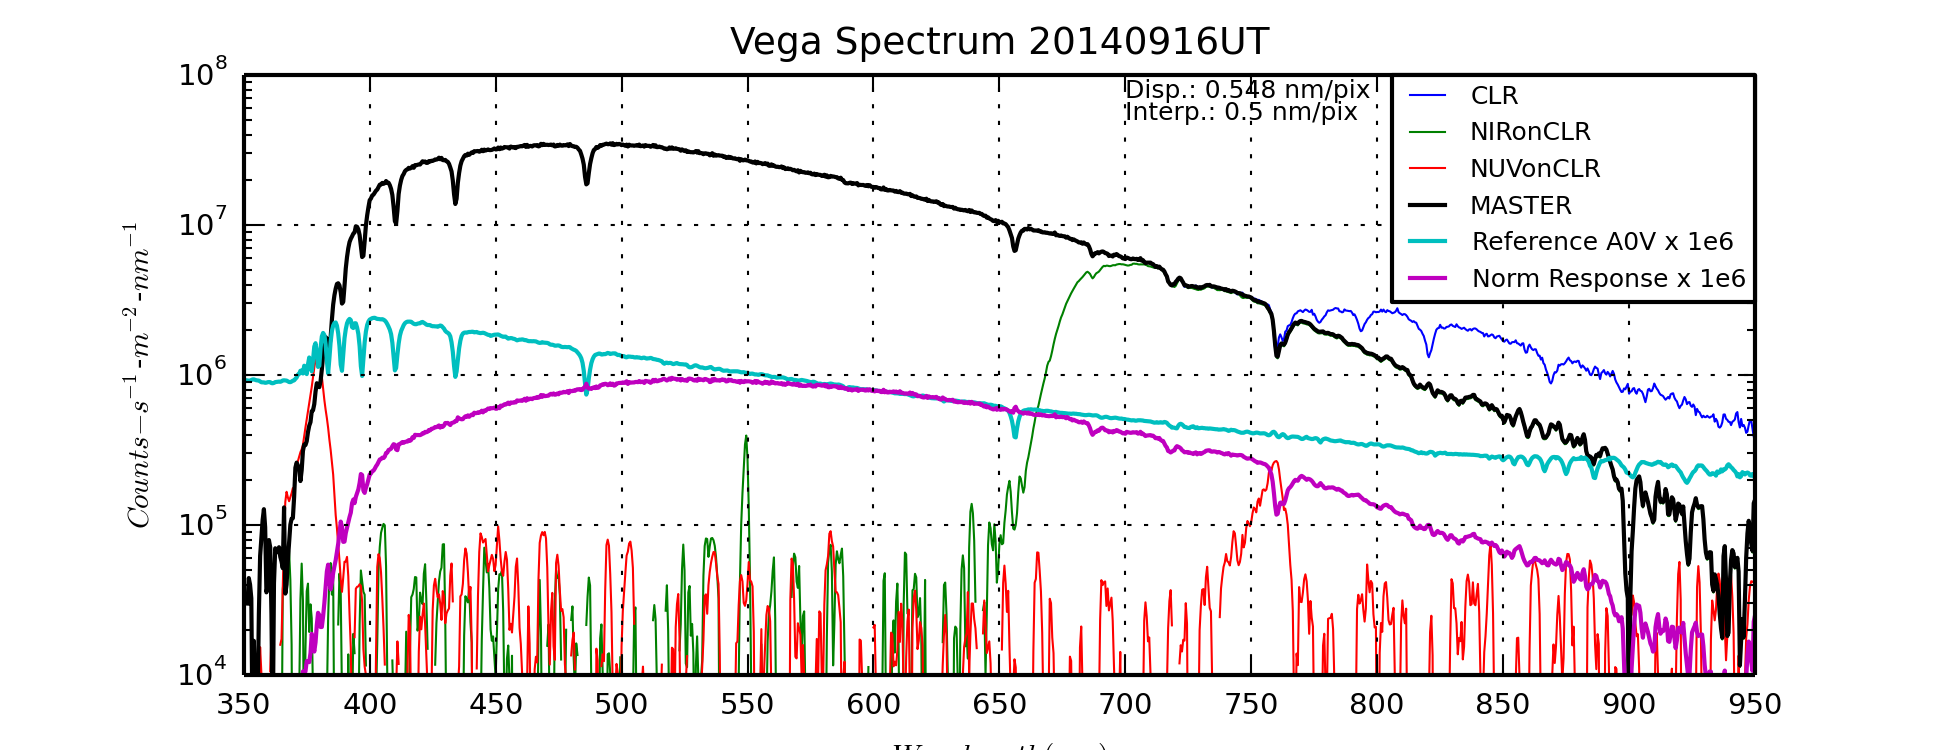 Vega Spectrum 20140916UT
Disp.: 0.548 nm/pix
Interp.: 0.5 nm/pix
CLR
NIRonCLR
NUVonCLR
MASTER
Reference A0V x 1e6
Norm Response x 1e6
10^8
10^7
10^6
10^5
10^4
Counts−s^{−1}-m^{−2}-nm^{−1}
350 400 450 500 550 600 650 700 750 800 850 900 950